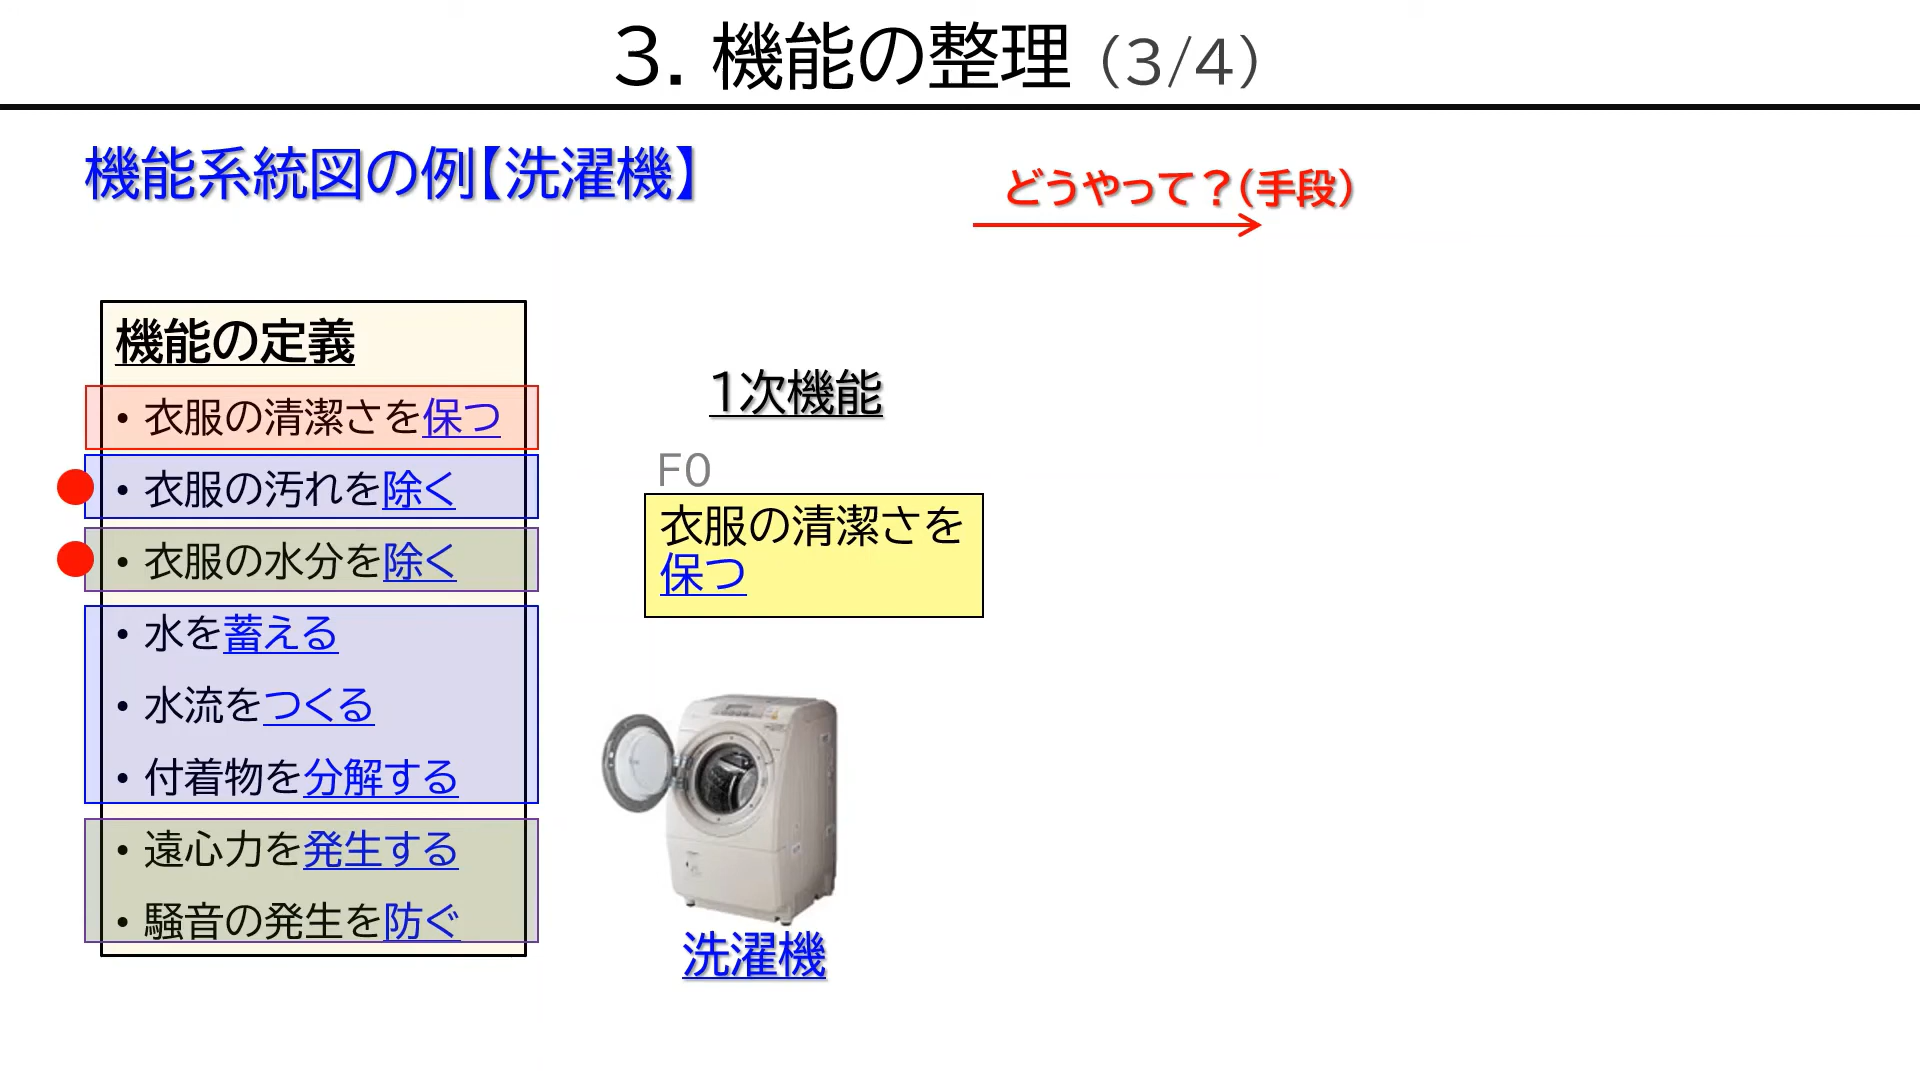 3. 機能の整理 (3/4)
機能系統図の例【洗濯機】
どうやって？(手段)
機能の定義
・衣服の清潔さを保つ
・衣服の汚れを除く
・衣服の水分を除く
・水を蓄える
・水流をつくる
・付着物を分解する
・遠心力を発生する
・騒音の発生を防ぐ
1次機能
F0
衣服の清潔さを
保つ
洗濯機